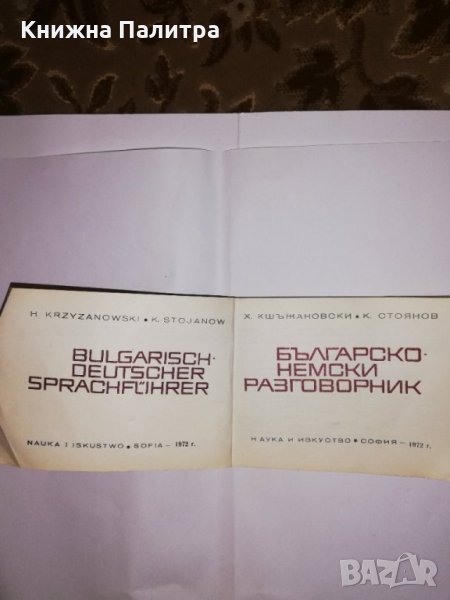 Книжна Палитра
H. KRZYZANOWSKI • K. STOJANOW
BULGARISCH-
DEUTSCHER
SPRACHFÜHRER
NAUKA I ISKUSTWO • SOFIA – 1972 г.
Х. КШЪЖАНОВСКИ • К. СТОЯНОВ
БЪЛГАРСКО-
НЕМСКИ
РАЗГОВОРНИК
НАУКА И ИЗКУСТВО • СОФИЯ – 1972 г.
BAZAR